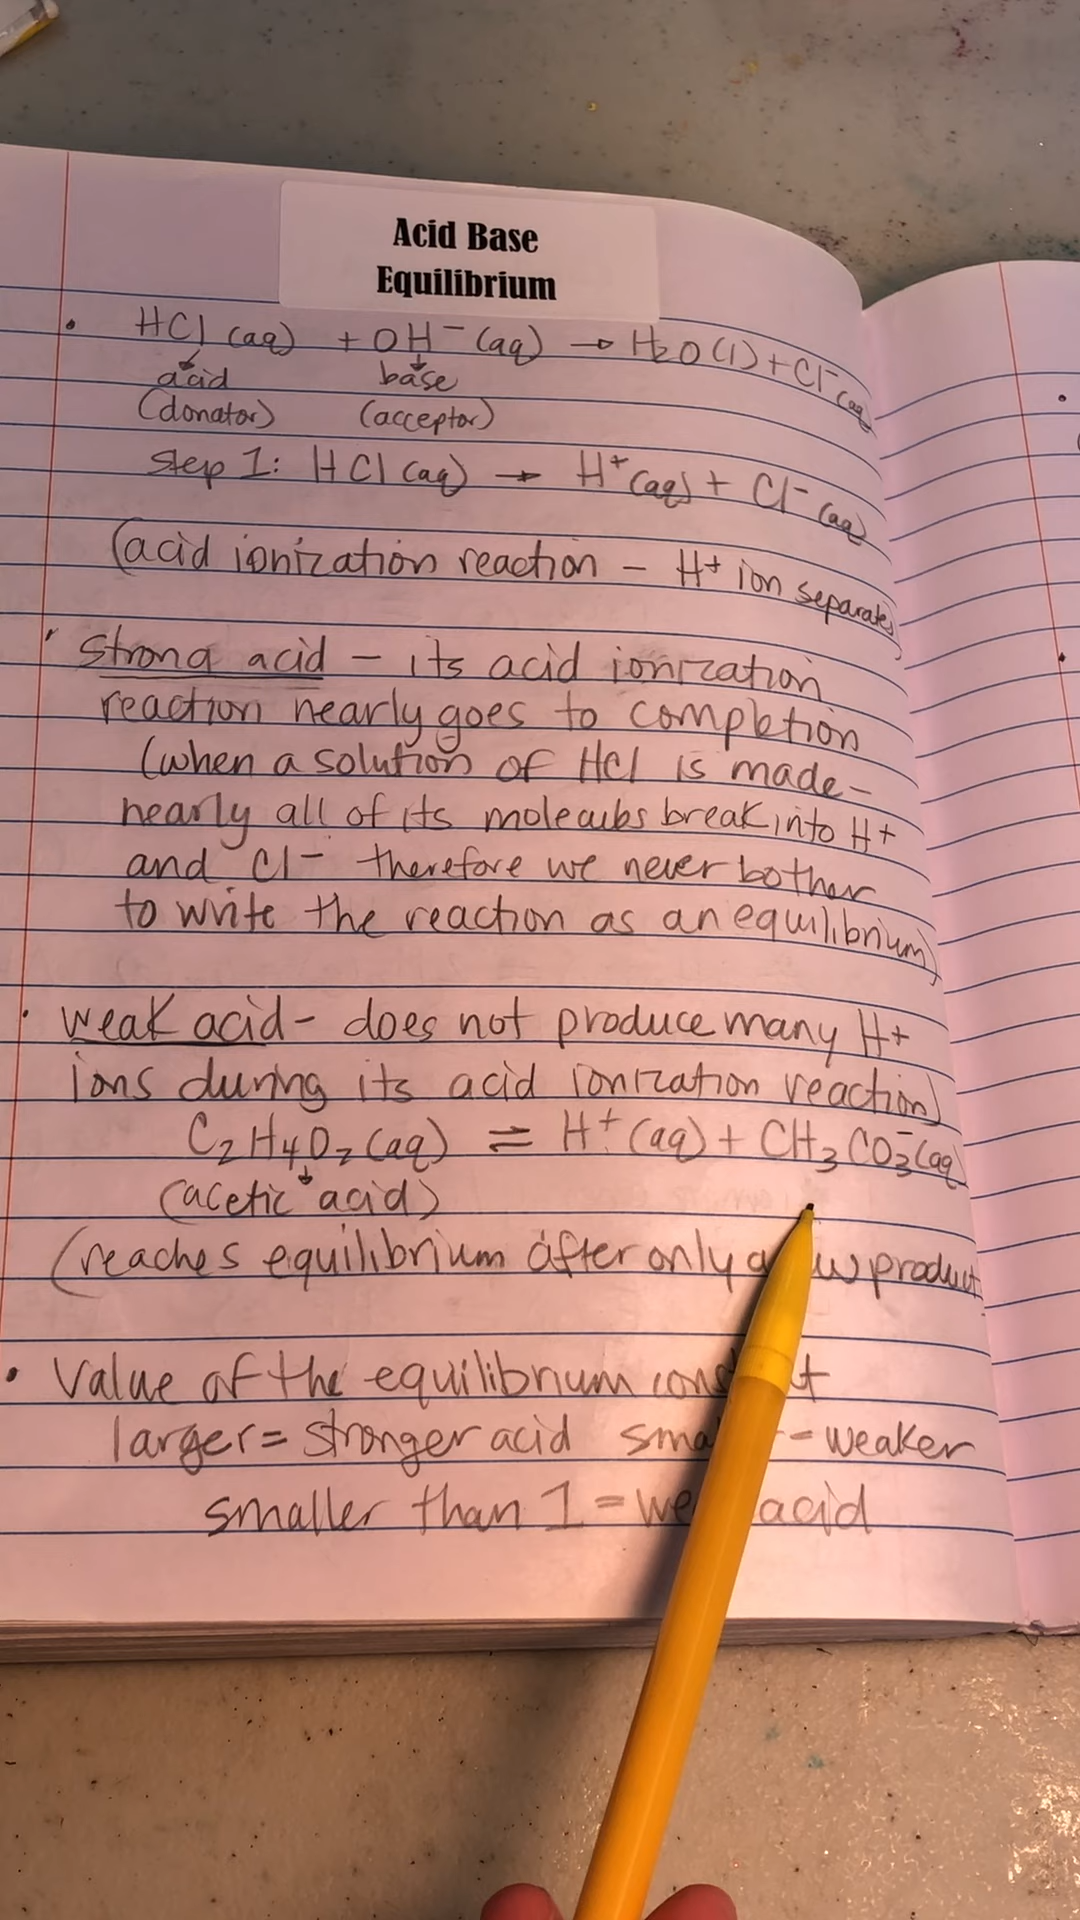 Acid Base
Equilibrium
• HCl (aq) + OH⁻ (aq) → H₂O (l) + Cl⁻ (aq)
acid base
(donator) (acceptor)
Step 1: HCl (aq) → H⁺ (aq) + Cl⁻ (aq)
(acid ionization reaction - H⁺ ion separates
• Strong acid - its acid ionization
reaction nearly goes to completion
(when a solution of HCl is made-
nearly all of its molecules break into H+
and Cl- therefore we never bother
to write the reaction as an equilibrium)
• weak acid - does not produce many H+
ions during its acid ionization reaction)
C₂H₄O₂ (aq) ⇌ H⁺ (aq) + CH₃CO₃⁻ (aq)
(acetic acid)
(reaches equilibrium after only a product
• Value of the equilibrium
larger = stronger acid = weaker
smaller than 1 = acid